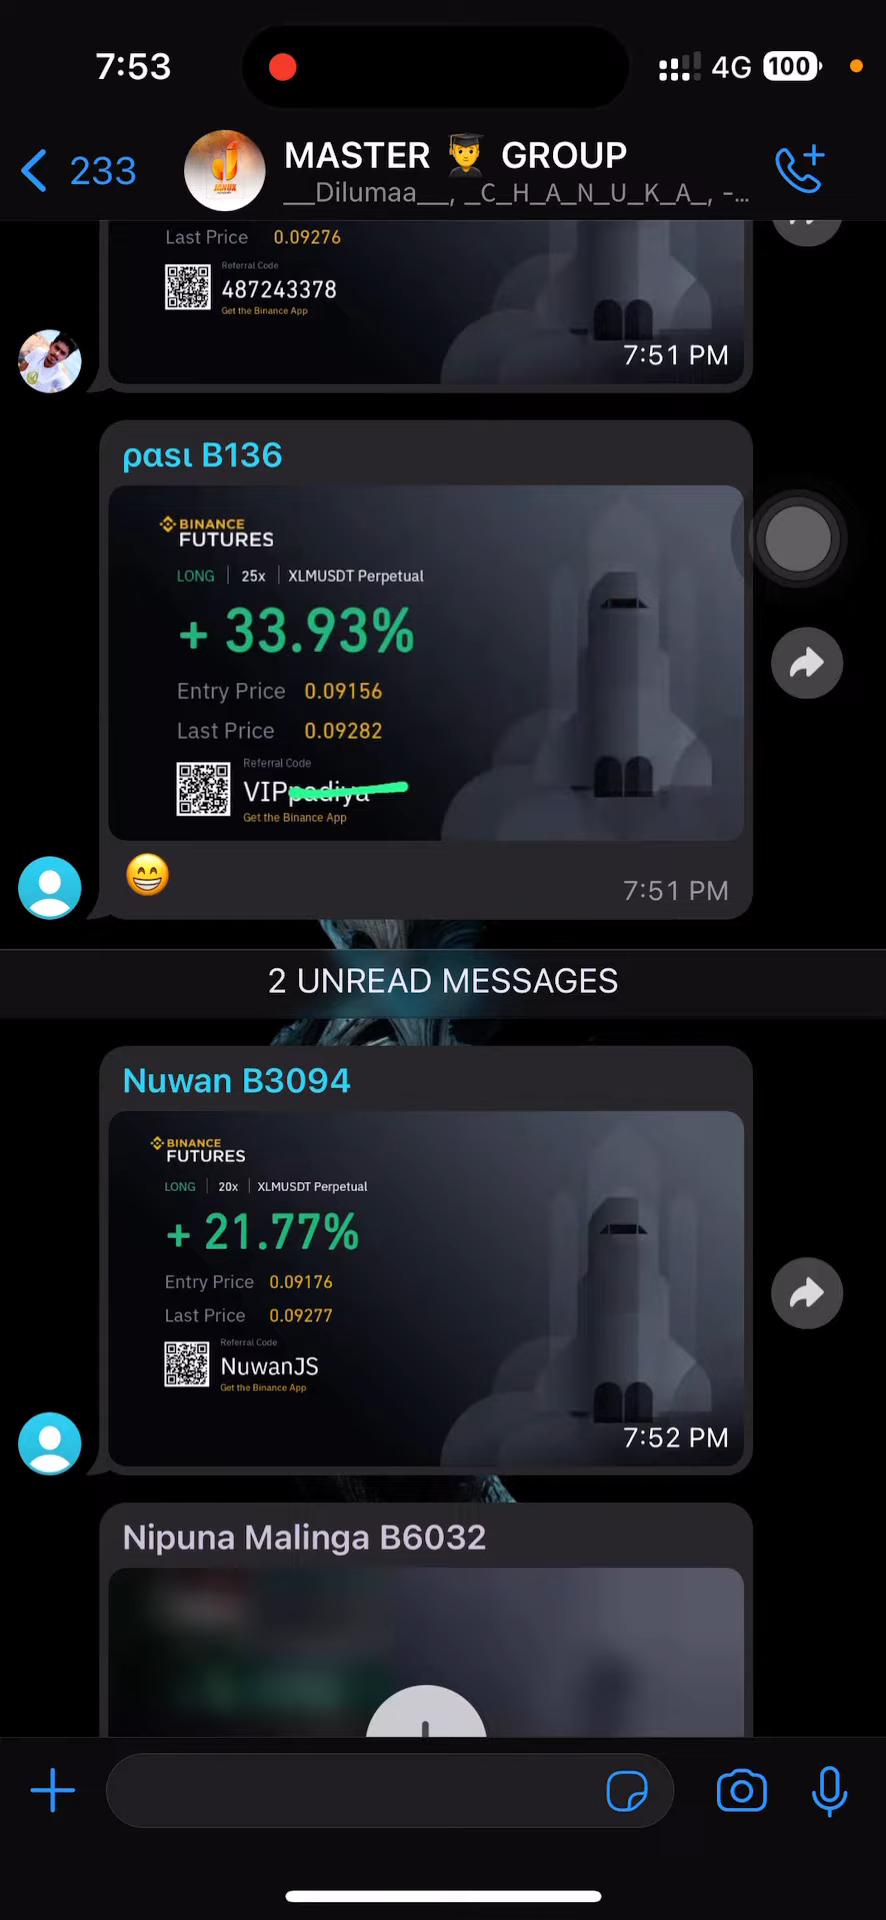 7:53
4G
100
233
MASTER 👨‍🎓 GROUP
__Dilumaa__, _C_H_A_N_U_K_A_, -...
Last Price 0.09276
Referral Code
487243378
Get the Binance App
7:51 PM
ραsι B136
BINANCE
FUTURES
LONG | 25x | XLMUSDT Perpetual
+ 33.93%
Entry Price 0.09156
Last Price 0.09282
Referral Code
VIPpadiya
Get the Binance App
😁
7:51 PM
2 UNREAD MESSAGES
Nuwan B3094
BINANCE
FUTURES
LONG | 20x | XLMUSDT Perpetual
+ 21.77%
Entry Price 0.09176
Last Price 0.09277
Referral Code
NuwanJS
Get the Binance App
7:52 PM
Nipuna Malinga B6032